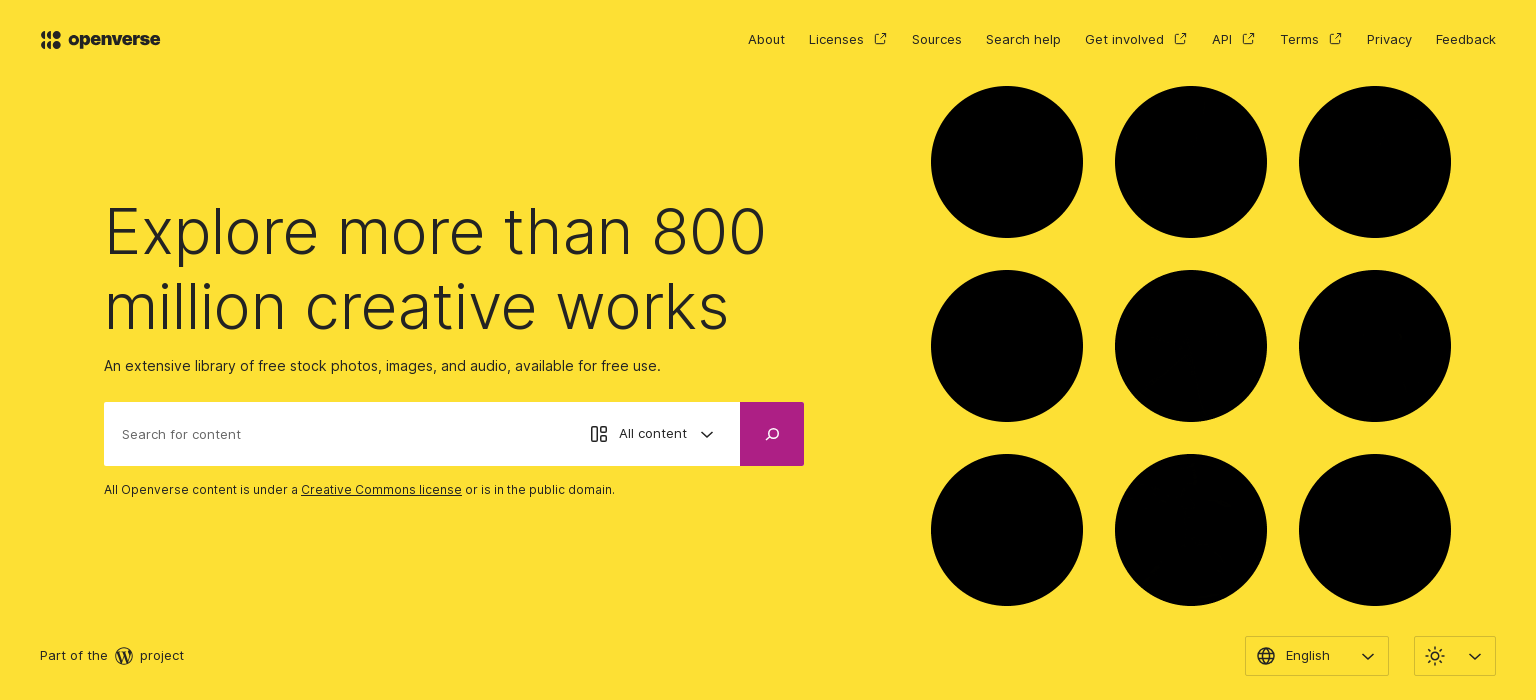 openverse
About Licenses Sources Search help Get involved API Terms Privacy Feedback
Explore more than 800
million creative works
An extensive library of free stock photos, images, and audio, available for free use.
Search for content All content
All Openverse content is under a Creative Commons license or is in the public domain.
Part of the project
English